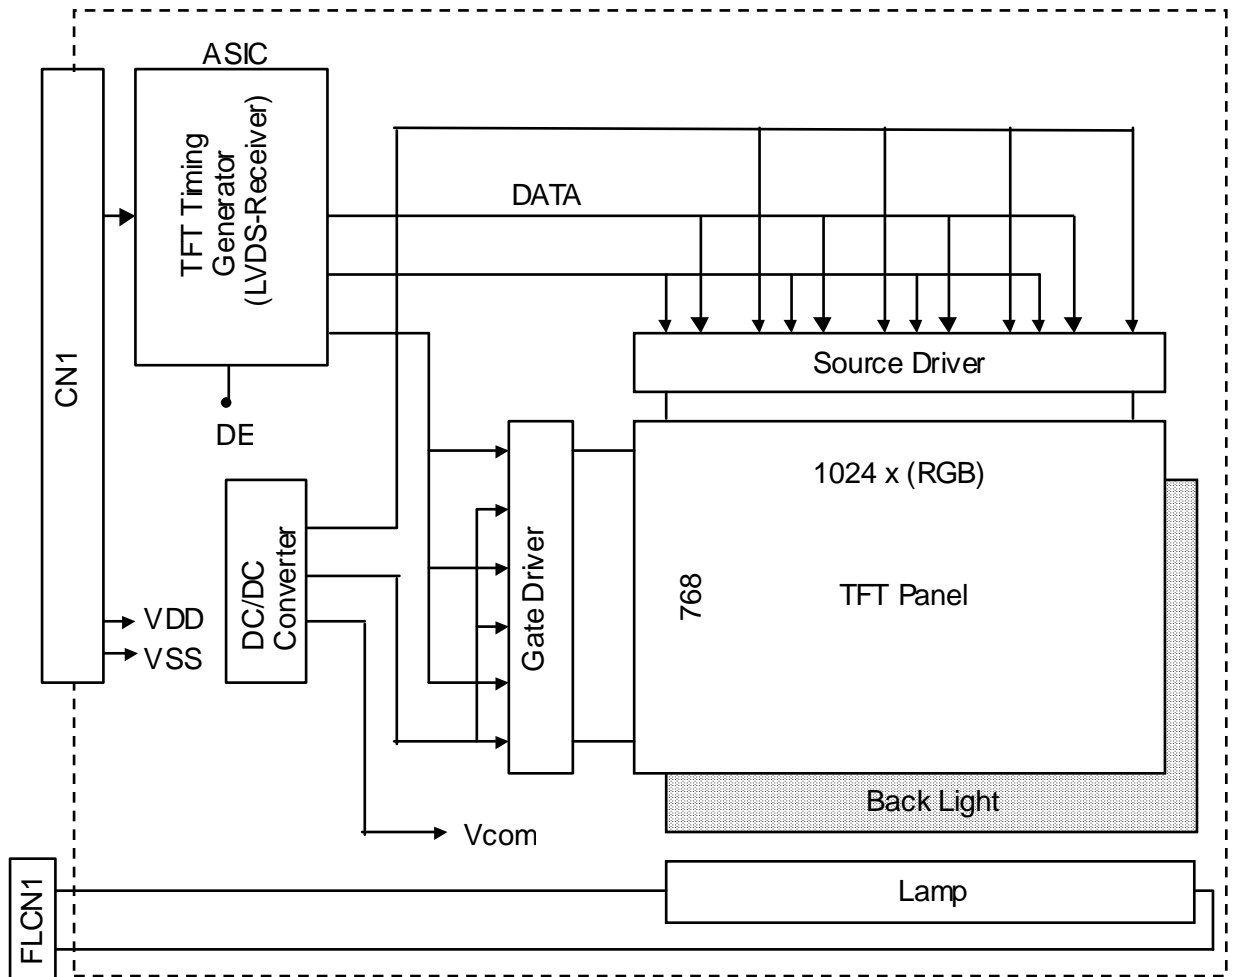 ASIC
TFT Timing
Generator
(LVDS-Receiver)
CN1
DATA
Source Driver
DE
1024 x (RGB)
768
TFT Panel
Gate Driver
DC/DC
Converter
VDD
VSS
Back Light
Vcom
Lamp
FLCN1